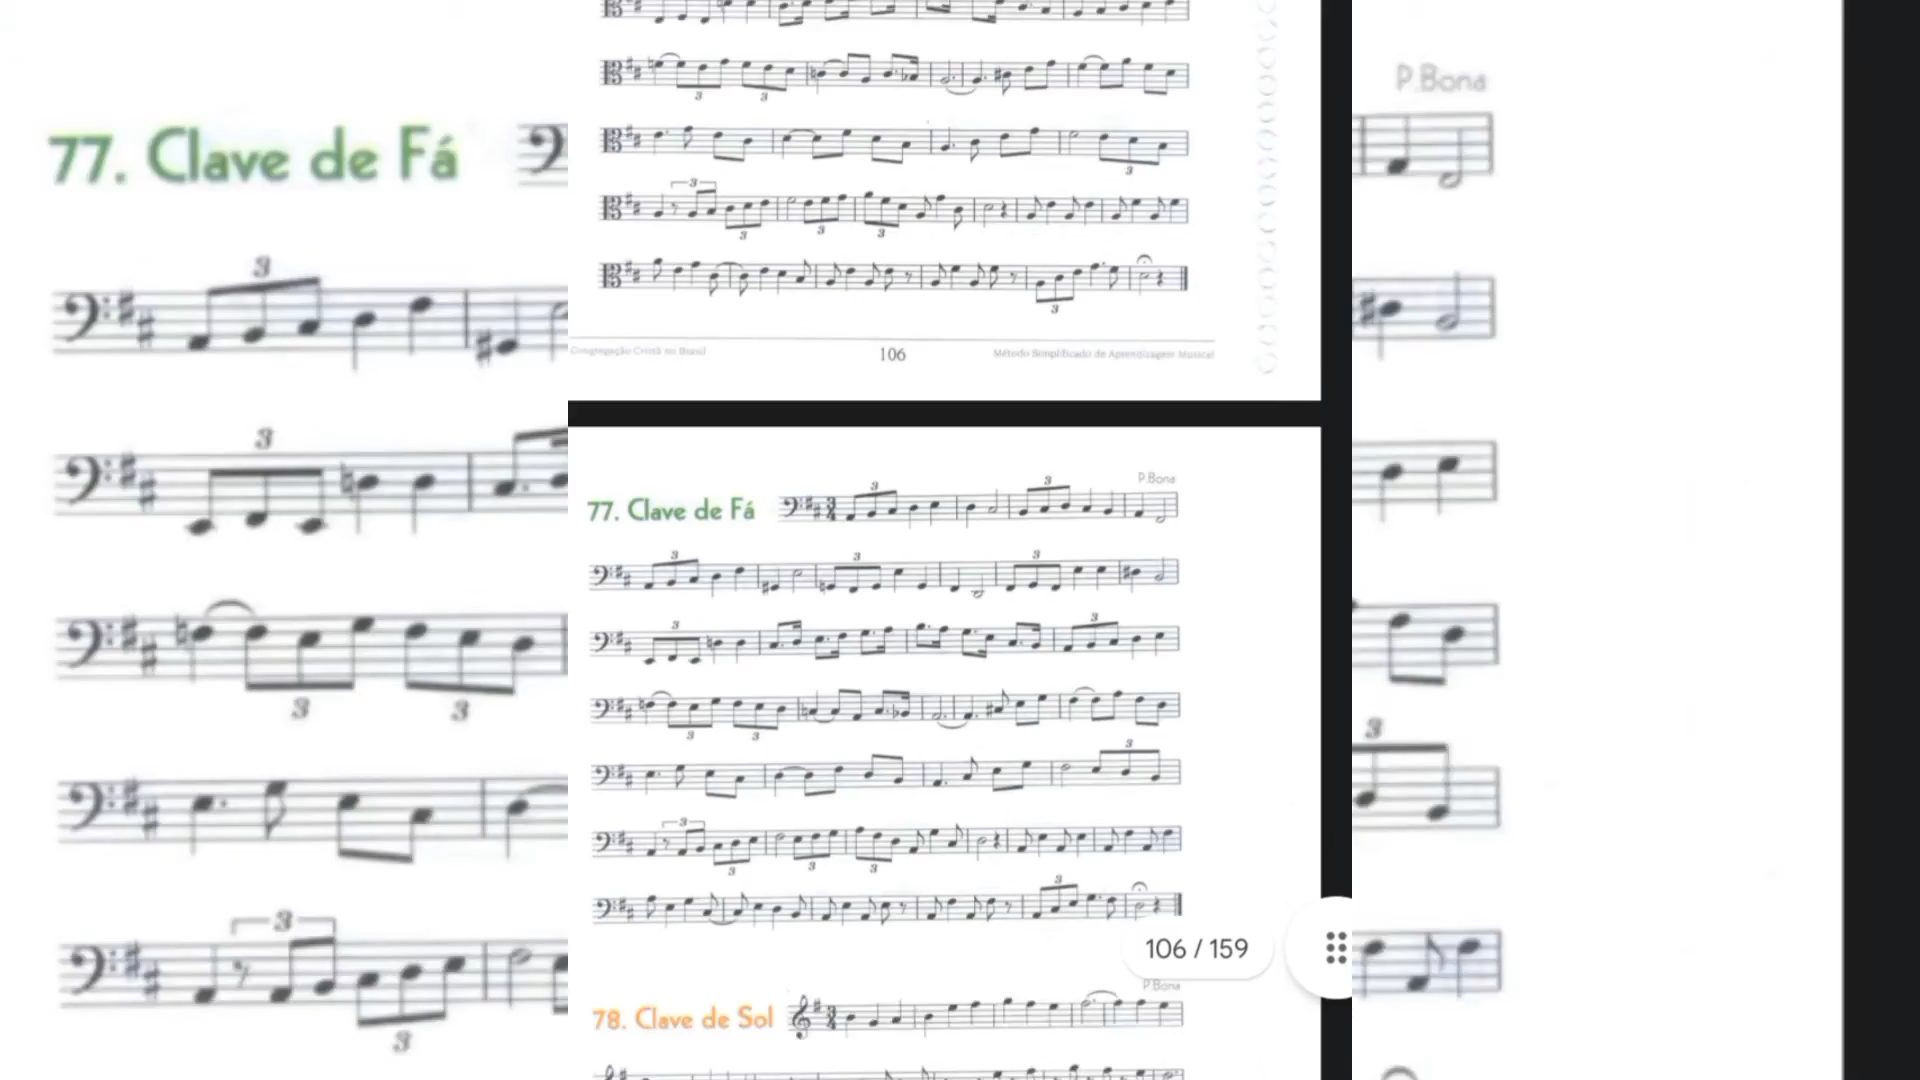 Congregação Cristã no Brasil 106 Método Simplificado de Aprendizagem Musical
P.Bona
77. Clave de Fá
106 / 159
P.Bona
78. Clave de Sol
77. Clave de Fá
P.Bona